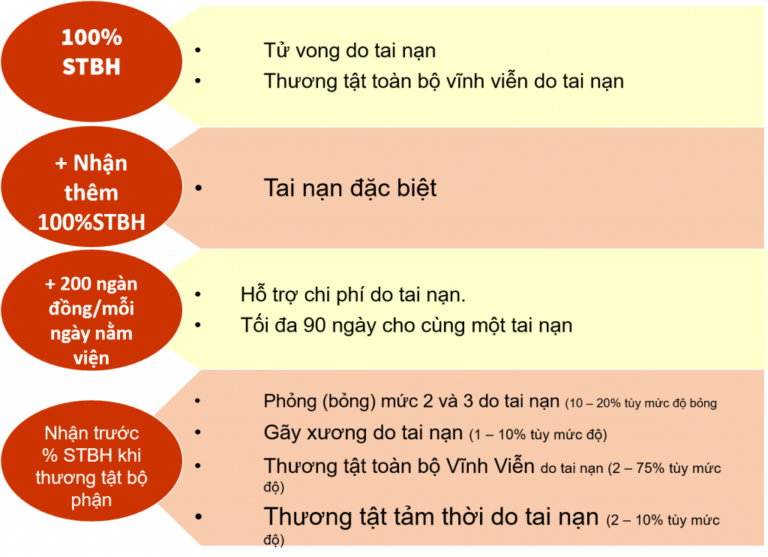 100%
STBH
• Tử vong do tai nạn
• Thương tật toàn bộ vĩnh viễn do tai nạn
+ Nhận
thêm
100%STBH
• Tai nạn đặc biệt
+ 200 ngàn
đồng/mỗi
ngày nằm
viện
• Hỗ trợ chi phí do tai nạn.
• Tối đa 90 ngày cho cùng một tai nạn
Nhận trước
% STBH khi
thương tật bộ
phận
• Phỏng (bỏng) mức 2 và 3 do tai nạn (10 – 20% tùy mức độ bỏng
• Gãy xương do tai nạn (1 – 10% tùy mức độ)
• Thương tật toàn bộ Vĩnh Viễn do tai nạn (2 – 75% tùy mức
độ)
• Thương tật tảm thời do tai nạn (2 – 10% tùy mức
độ)